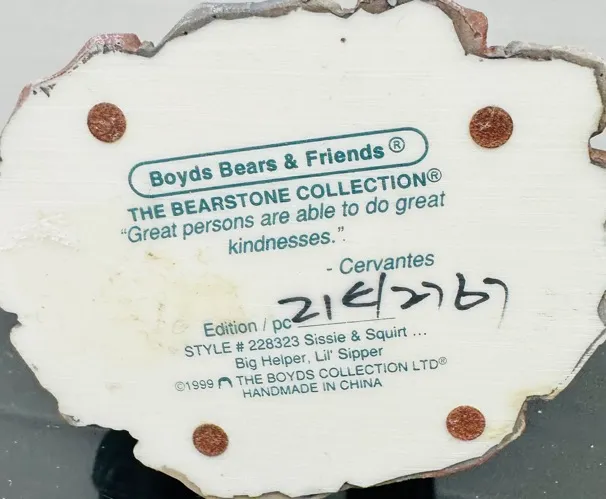 Boyds Bears & Friends®
THE BEARSTONE COLLECTION®
“Great persons are able to do great
kindnesses.”
- Cervantes
Edition / pc 21E/2767
STYLE # 228323 Sissie & Squirt ...
Big Helper, Lil' Sipper
©1999 THE BOYDS COLLECTION LTD®
HANDMADE IN CHINA